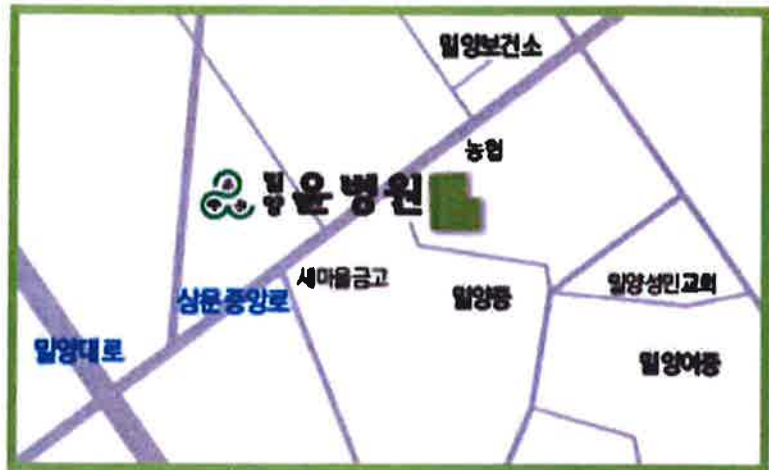 밀양보건소
농협
밀양 윤병원
새마을금고
밀양중
밀양성민교회
삼문중앙로
밀양대로
밀양여중